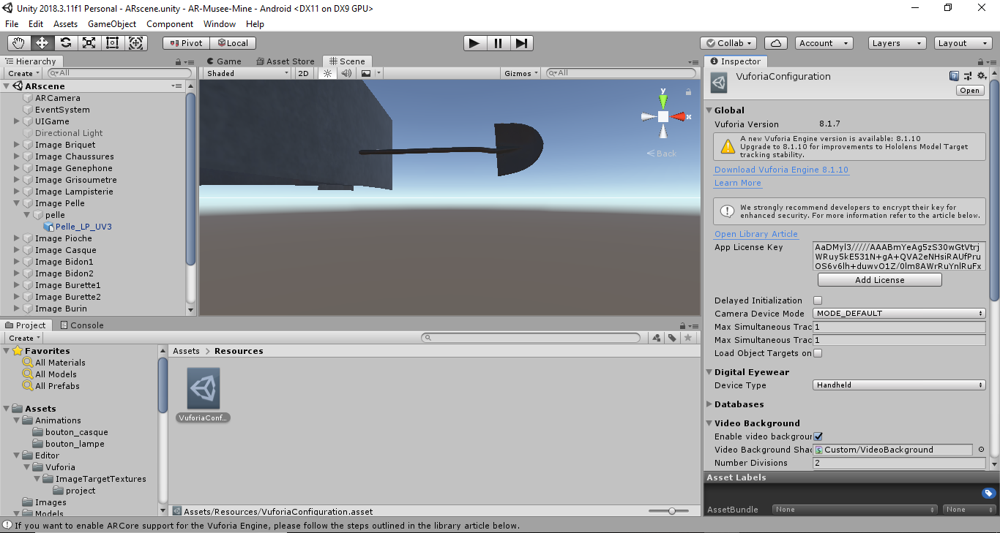 Unity 2018.3.11f1 Personal - ARscene.unity - AR-Musee-Mine - Android <DX11 on DX9 GPU>
File Edit Assets GameObject Component Window Help
Pivot Local Collab Account Layers Layout
Hierarchy
Create All
ARscene
ARCamera
EventSystem
UIGame
Directional Light
Image Briquet
Image Chaussures
Image Genephone
Image Grisoumetre
Image Lampisterie
Image Pelle
pelle
Pelle_LP_UV3
Image Pioche
Image Casque
Image Bidon1
Image Bidon2
Image Burette1
Image Burette2
Image Burin
Game Asset Store Scene
Shaded 2D Gizmos All
y
x
Back
Project Console
Create
Favorites
All Materials
All Models
All Prefabs
Assets
Animations
bouton_casque
bouton_lampe
Editor
Vuforia
ImageTargetTextures
project
Images
Models
Assets > Resources
VuforiaConf...
Assets/Resources/VuforiaConfiguration.asset
Inspector
VuforiaConfiguration
Open
Global
Vuforia Version 8.1.7
A new Vuforia Engine version is available: 8.1.10
Upgrade to 8.1.10 for improvements to Hololens Model Target
tracking stability.
Download Vuforia Engine 8.1.10
Learn More
We strongly recommend developers to encrypt their key for
enhanced security. For more information refer to the article below.
Open Library Article
App License Key AaDMyl3/////AAABmYeAg5zS30wGtVtrj
WRuy5kE531N+gA+QVA2eNHsiRAUfPru
OS6v6lh+duwvO1Z/0lm8AWrRuYnlRuFx
Add License
Delayed Initialization
Camera Device Mode MODE_DEFAULT
Max Simultaneous Trac 1
Max Simultaneous Trac 1
Load Object Targets on
Digital Eyewear
Device Type Handheld
Databases
Video Background
Enable video backgrour
Video Background Sha Custom/VideoBackground
Number Divisions 2
Asset Labels
AssetBundle None None
If you want to enable ARCore support for the Vuforia Engine, please follow the steps outlined in the library article below.